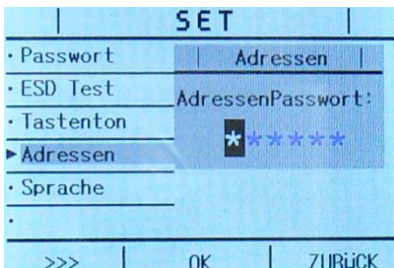 SET
· Passwort
· ESD Test
· Tastenton
▶Adressen
· Sprache
·
Adressen
AdressenPasswort:
******
>>>
OK
ZURüCK